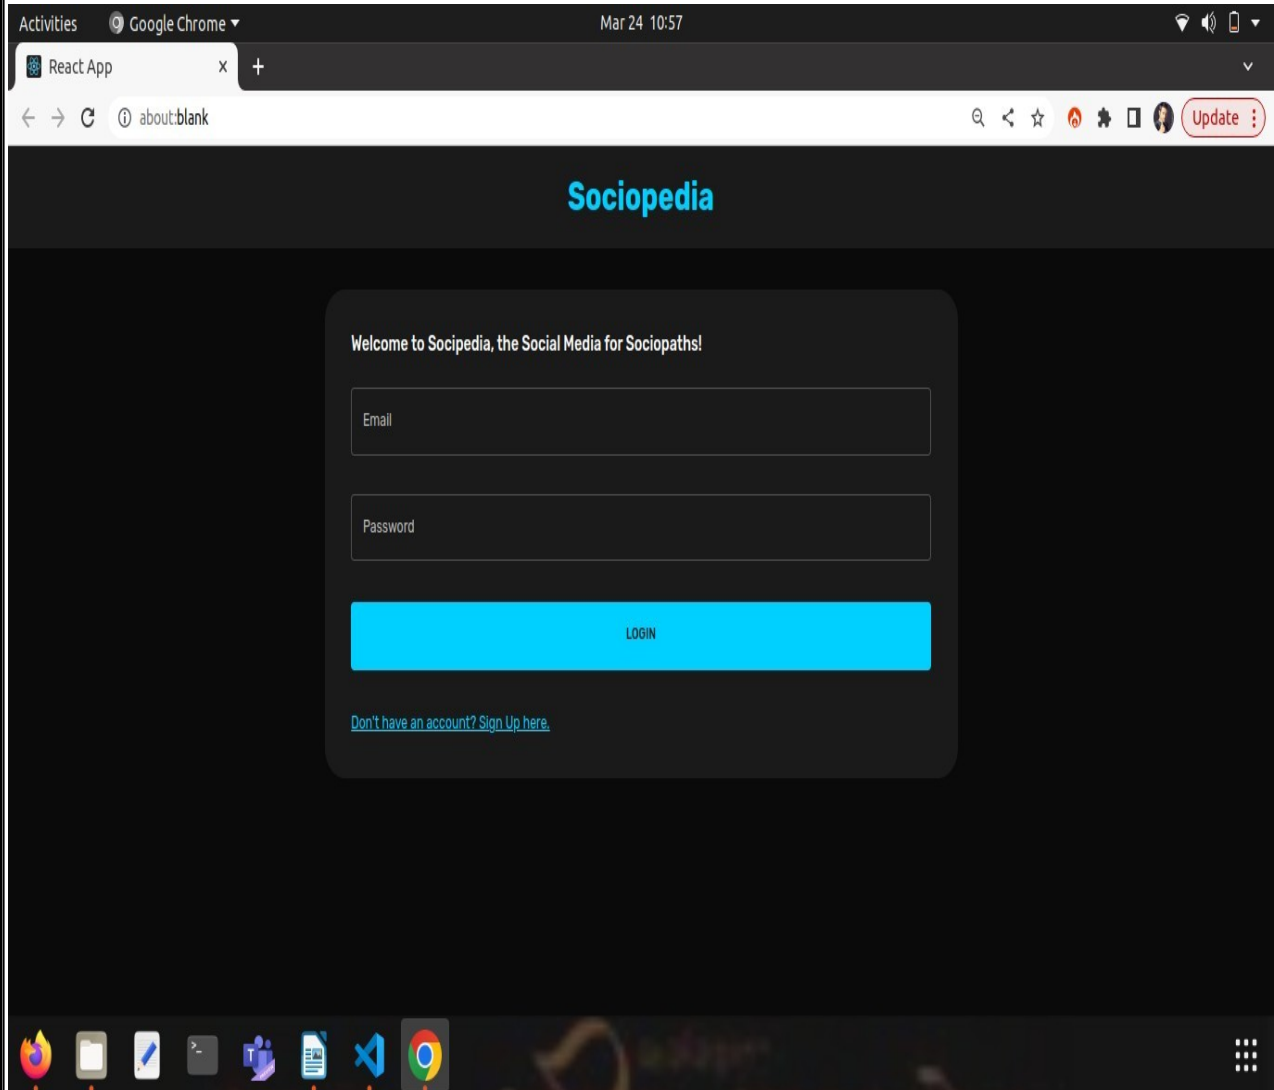 Activities Google Chrome Mar 24 10:57
React App
about:blank Update
Sociopedia
Welcome to Socipedia, the Social Media for Sociopaths!
Email
Password
LOGIN
Don't have an account? Sign Up here.